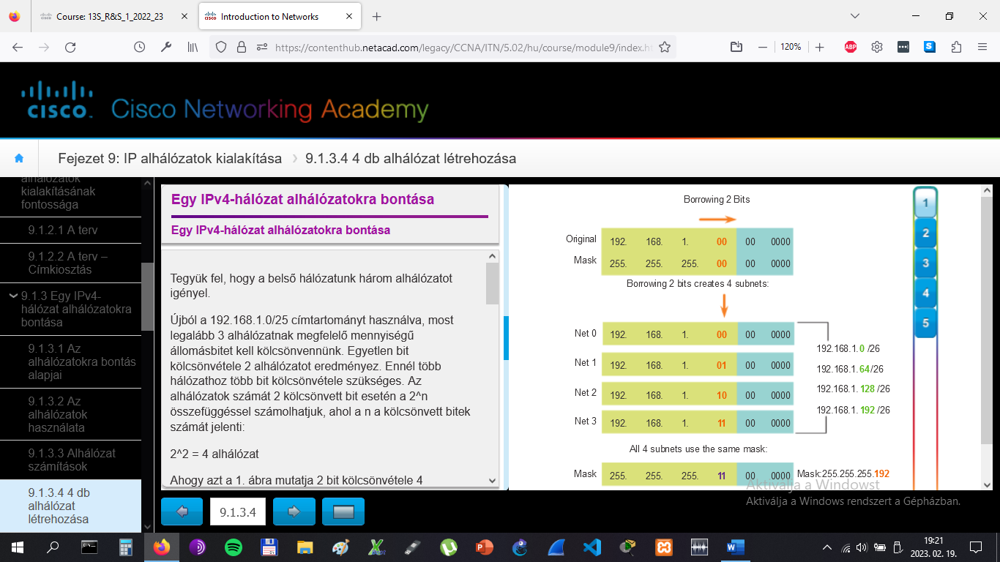 Course: 13S_R&S_1_2022_23
Introduction to Networks
https://contenthub.netacad.com/legacy/CCNA/ITN/5.02/hu/course/module9/index.ht
120%
ABP
CISCO
Cisco Networking Academy
Fejezet 9: IP alhálózatok kialakítása
9.1.3.4 4 db alhálózat létrehozása
alhálózatok
kialakításának
fontossága
9.1.2.1 A terv
9.1.2.2 A terv –
Címkiosztás
9.1.3 Egy IPv4-
hálózat alhálózatokra
bontása
9.1.3.1 Az
alhálózatokra bontás
alapjai
9.1.3.2 Az
alhálózatok
használata
9.1.3.3 Alhálózat
számítások
9.1.3.4 4 db
alhálózat
létrehozása
Egy IPv4-hálózat alhálózatokra bontása
Egy IPv4-hálózat alhálózatokra bontása
Tegyük fel, hogy a belső hálózatunk három alhálózatot
igényel.
Újból a 192.168.1.0/25 címtartományt használva, most
legalább 3 alhálózatnak megfelelő mennyiségű
állomásbitet kell kölcsönvennünk. Egyetlen bit
kölcsönvétele 2 alhálózatot eredményez. Ennél több
hálózathoz több bit kölcsönvétele szükséges. Az
alhálózatok számát 2 kölcsönvett bit esetén a 2^n
összefüggéssel számolhatjuk, ahol a n a kölcsönvett bitek
számát jelenti:
2^2 = 4 alhálózat
Ahogy azt a 1. ábra mutatja 2 bit kölcsönvétele 4
9.1.3.4
Borrowing 2 Bits
Original 192. 168. 1. 00 00 0000
Mask 255. 255. 255. 00 00 0000
Borrowing 2 bits creates 4 subnets:
Net 0 192. 168. 1. 00 00 0000
Net 1 192. 168. 1. 01 00 0000
Net 2 192. 168. 1. 10 00 0000
Net 3 192. 168. 1. 11 00 0000
192.168.1.0 /26
192.168.1.64/26
192.168.1.128 /26
192.168.1.192 /26
All 4 subnets use the same mask:
Mask 255. 255. 255. 11 00 0000 Mask:255.255.255.192
1
2
3
4
5
Aktiválja a Windowst
Aktiválja a Windows rendszert a Gépházban.
19:21
2023. 02. 19.